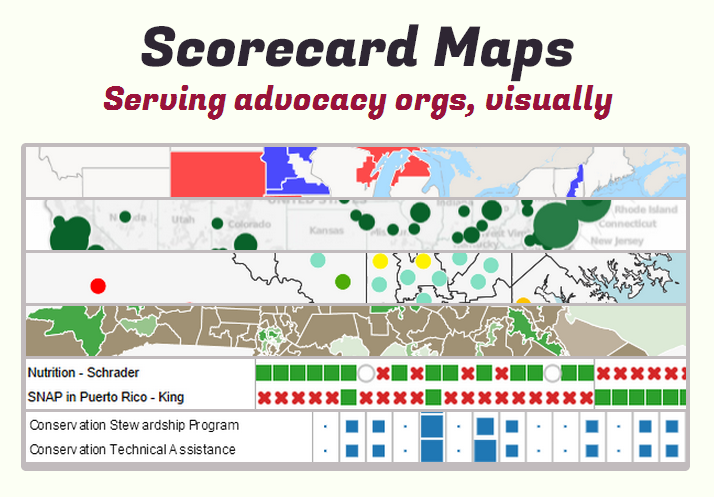 Scorecard Maps
Serving advocacy orgs, visually
UNITED STATES
Utah
Colorado
Kansas
Indiana
Rhode Island
Connecticut
New Jersey
Nutrition - Schrader
SNAP in Puerto Rico - King
Conservation Stewardship Program
Conservation Technical Assistance